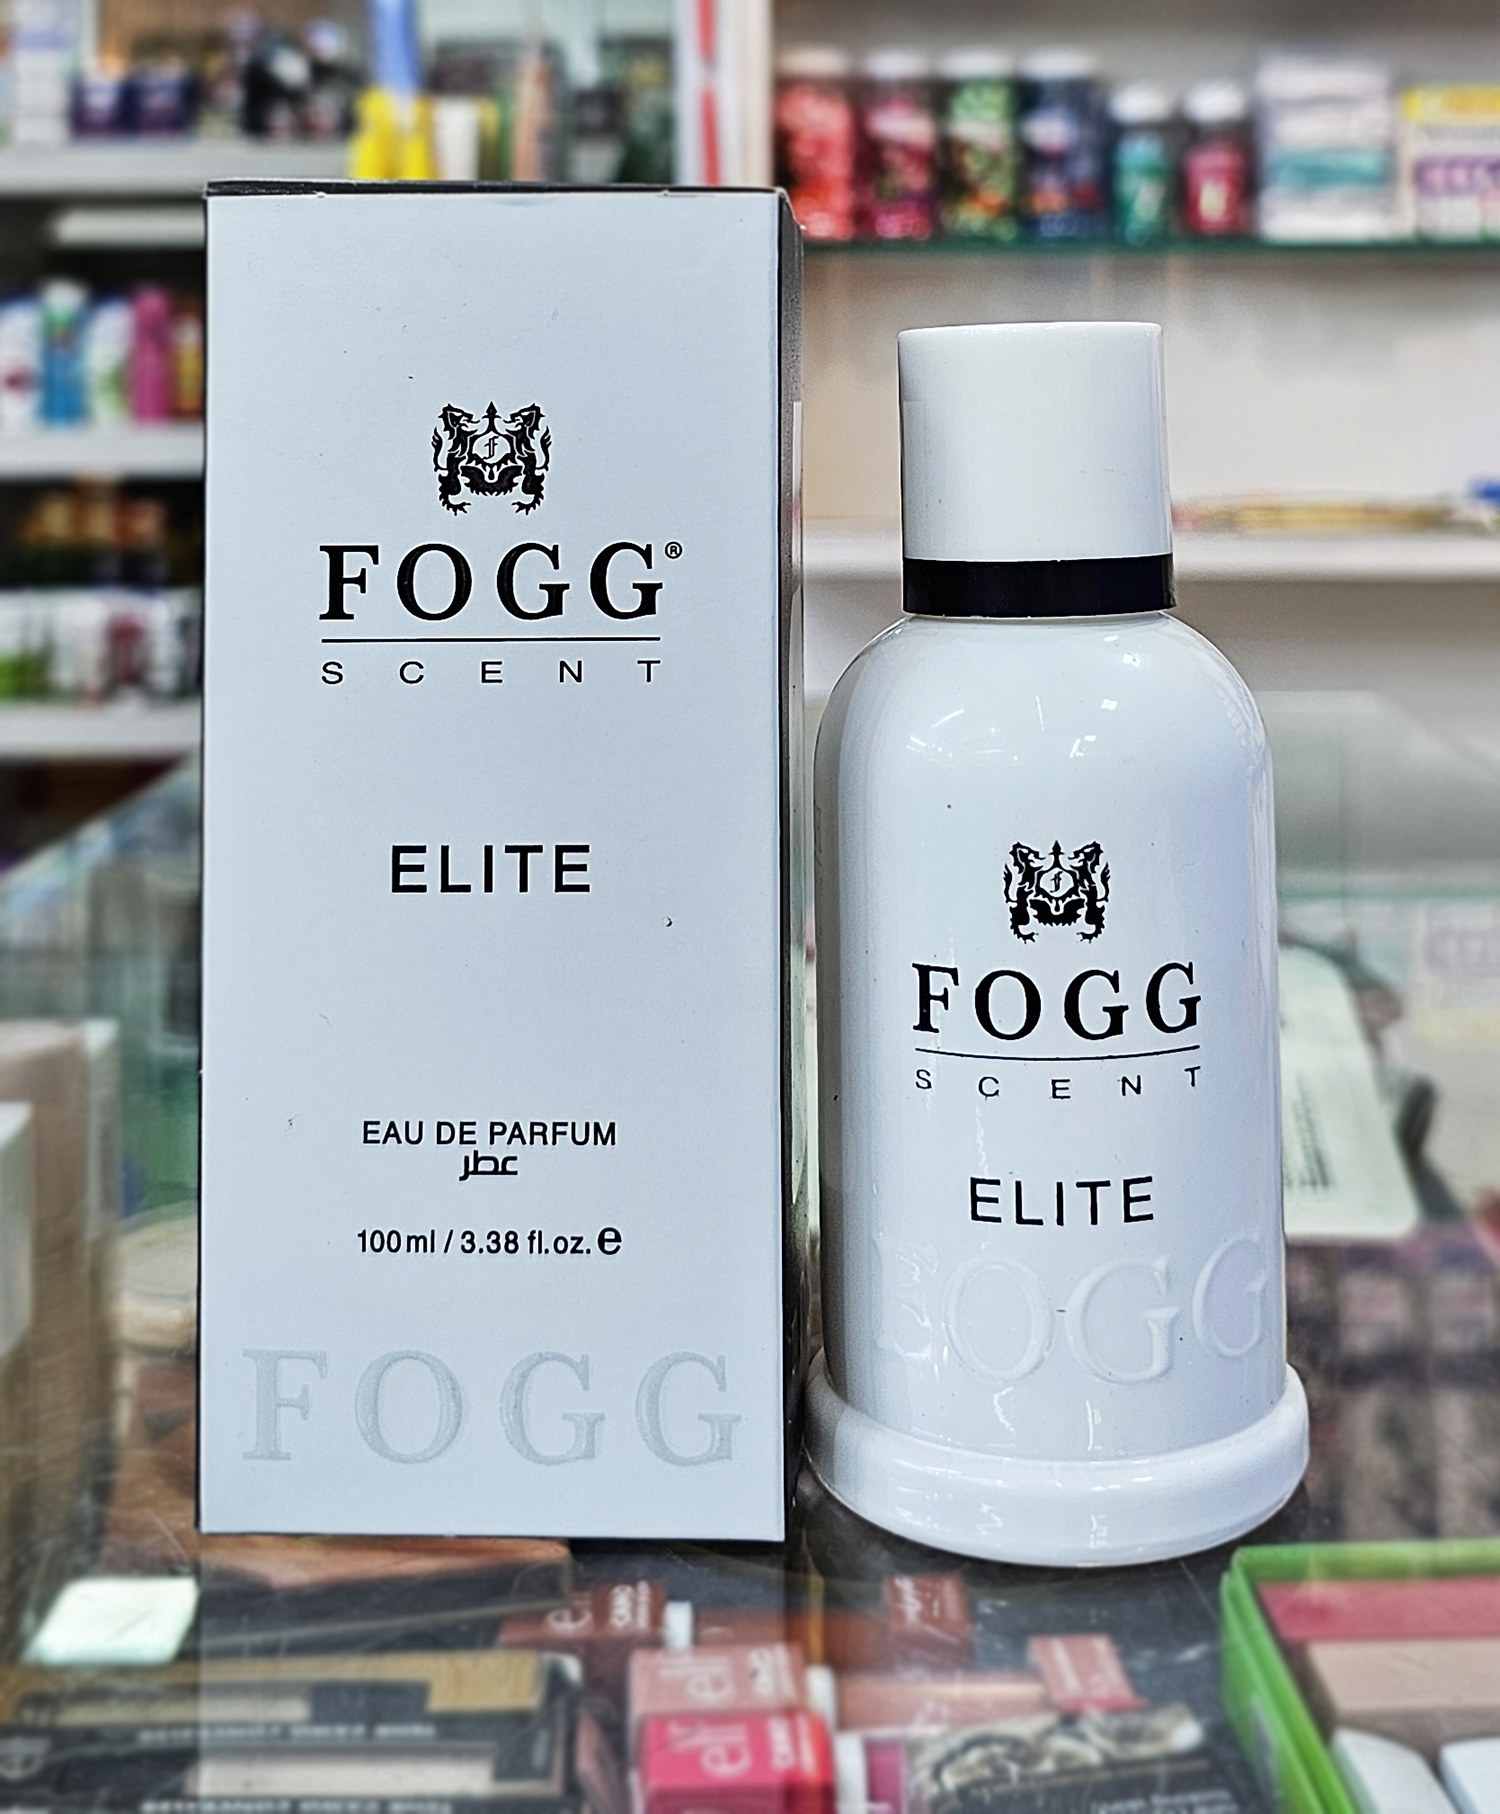 FOGG®
SCENT
ELITE
EAU DE PARFUM
عطر
100ml / 3.38 fl.oz. e
FOGG
FOGG
SCENT
ELITE
FOGG